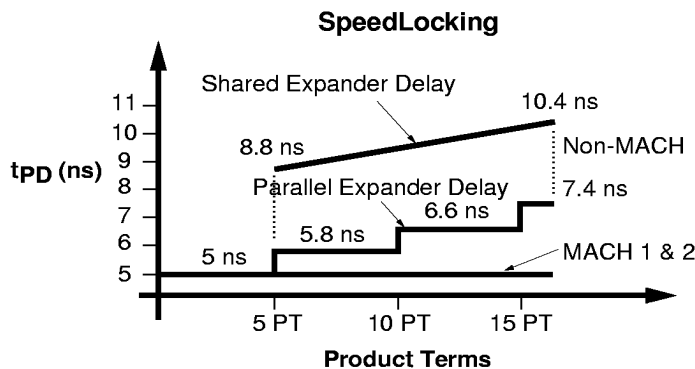 SpeedLocking
Shared Expander Delay
11
10.4 ns
10
8.8 ns
Non-MACH
9
tPD (ns)
8
Parallel Expander Delay
7.4 ns
7
6.6 ns
5.8 ns
6
5 ns
MACH 1 & 2
5
5 PT
10 PT
15 PT
Product Terms